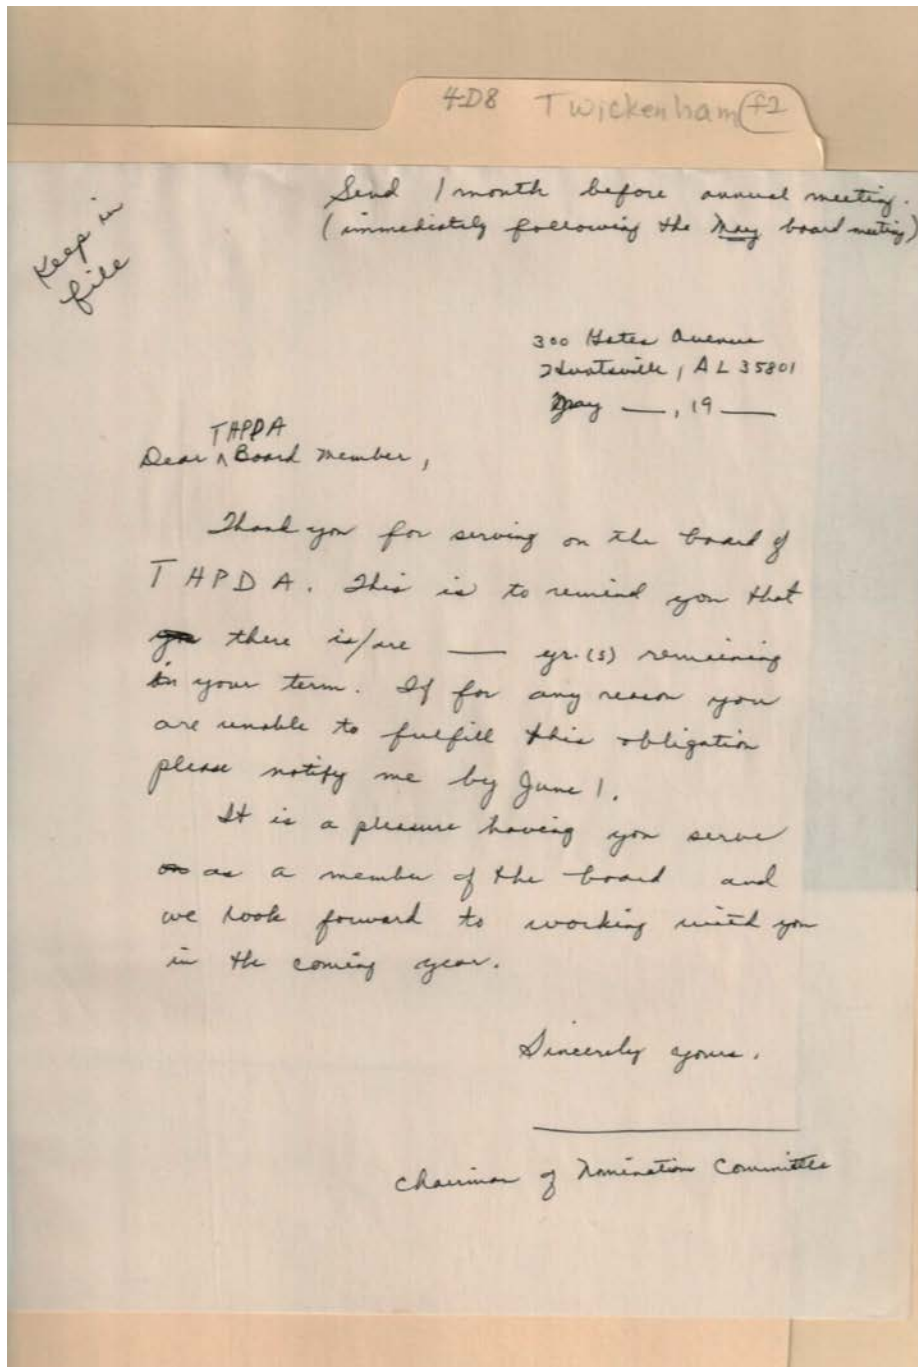 4-D8 Twickenham f2
Send 1 month before annual meeting.
(immediately following the May board meeting)
Keep in
file
300 Gates Avenue
Huntsville, AL 35801
May __, 19 __
THPDA
Dear ^ Board Member,
Thank you for serving on the board of
THPDA. This is to remind you that
there is/are __ yr.(s) remaining
in your term. If for any reason you
are unable to fulfill this obligation
please notify me by June 1.
It is a pleasure having you serve
as a member of the board and
we look forward to working with you
in the coming year.
Sincerely yours.
Chairman of Nomination Committee